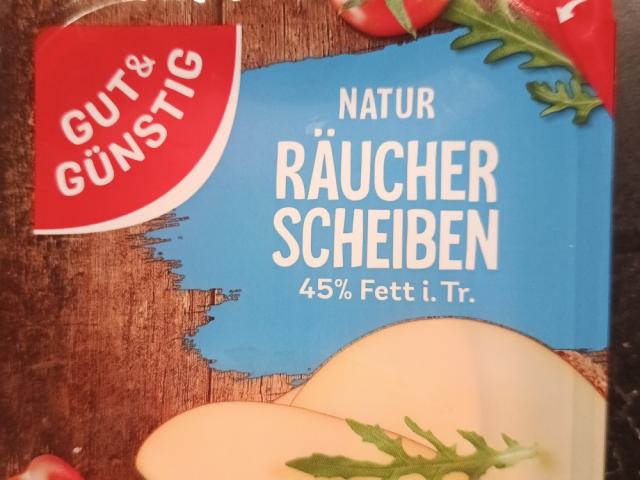 GUT&
GÜNSTIG
NATUR
RÄUCHER
SCHEIBEN
45% Fett i. Tr.